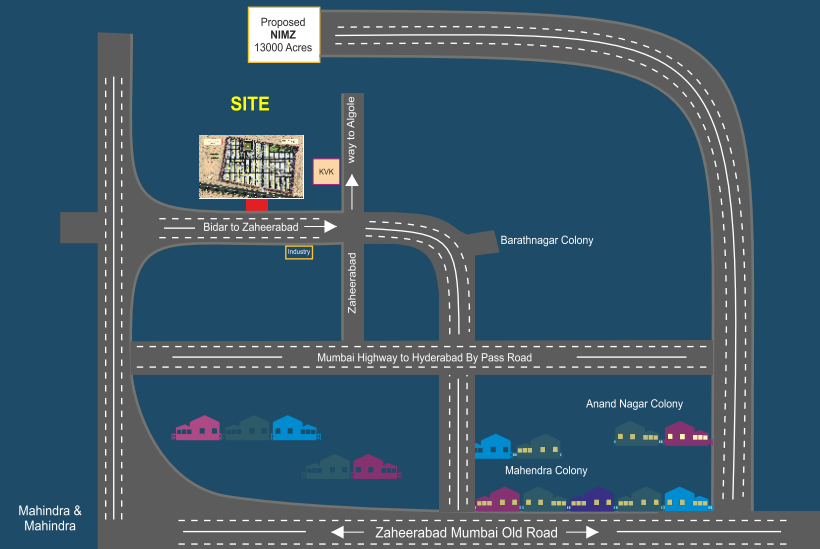 Proposed
NIMZ
13000 Acres
SITE
way to Algole
KVK
Bidar to Zaheerabad
Barathnagar Colony
Industry
Zaheerabad
Mumbai Highway to Hyderabad By Pass Road
Anand Nagar Colony
Mahendra Colony
Mahindra &
Mahindra
Zaheerabad Mumbai Old Road